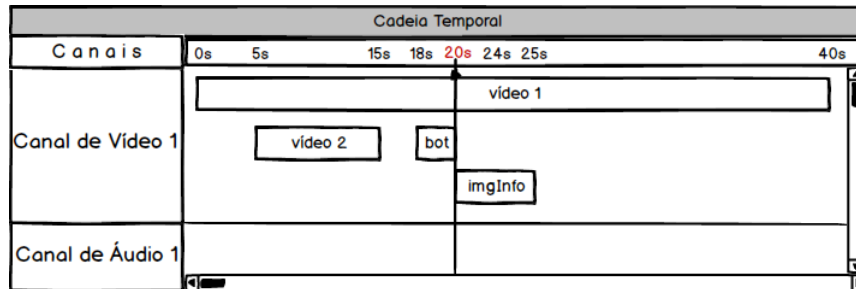 Cadeia Temporal
Canais 0s 5s 15s 18s 20s 24s 25s 40s
vídeo 1
Canal de Vídeo 1 vídeo 2 bot
imgInfo
Canal de Áudio 1